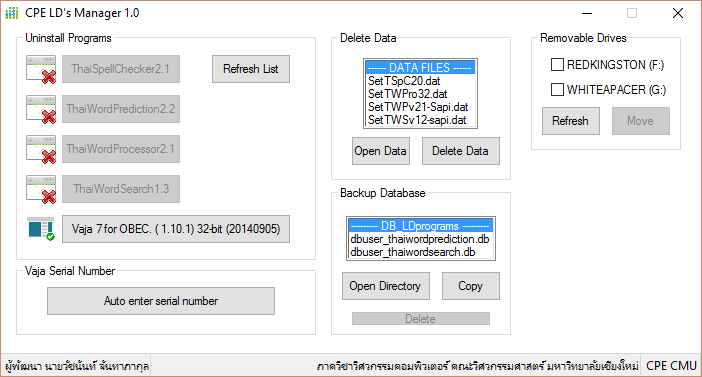 CPE LD's Manager 1.0
Uninstall Programs
ThaiSpellChecker2.1
Refresh List
ThaiWordPrediction2.2
ThaiWordProcessor2.1
ThaiWordSearch1.3
Vaja 7 for OBEC. ( 1.10.1) 32-bit (20140905)
Vaja Serial Number
Auto enter serial number
Delete Data
------ DATA FILES ------
SetTSpC20.dat
SetTWPro32.dat
SetTWPv21-Sapi.dat
SetTWSv12-sapi.dat
Open Data
Delete Data
Backup Database
--------- DB_LDprograms ---------
dbuser_thaiwordprediction.db
dbuser_thaiwordsearch.db
Open Directory
Copy
Delete
Removable Drives
REDKINGSTON (F:)
WHITEAPACER (G:)
Refresh
Move
ผู้พัฒนา นายวัชนันท์ จันทาภากุล
ภาควิชาวิศวกรรมคอมพิวเตอร์ คณะวิศวกรรมศาสตร์ มหาวิทยาลัยเชียงใหม่
CPE CMU